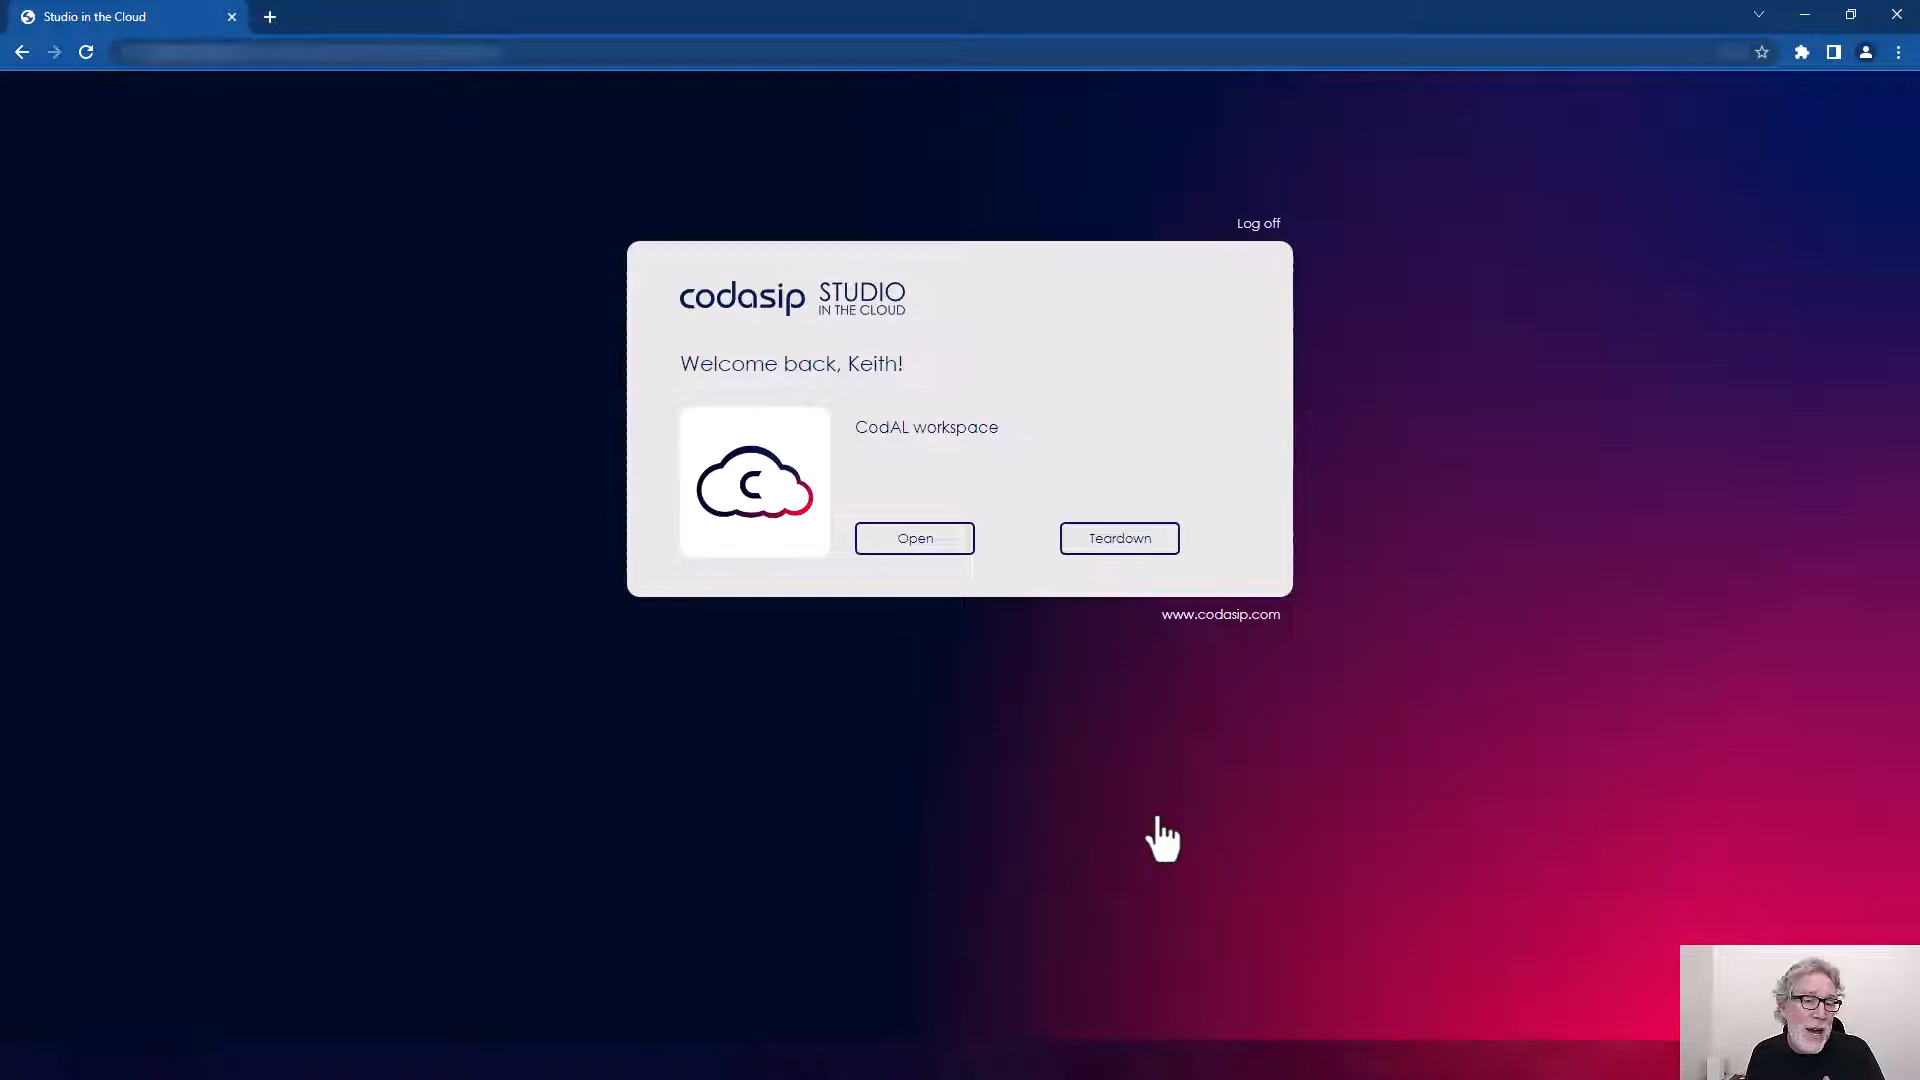 Studio in the Cloud
Log off
codasip STUDIO
IN THE CLOUD
Welcome back, Keith!
CodAL workspace
C
Open
Teardown
www.codasip.com